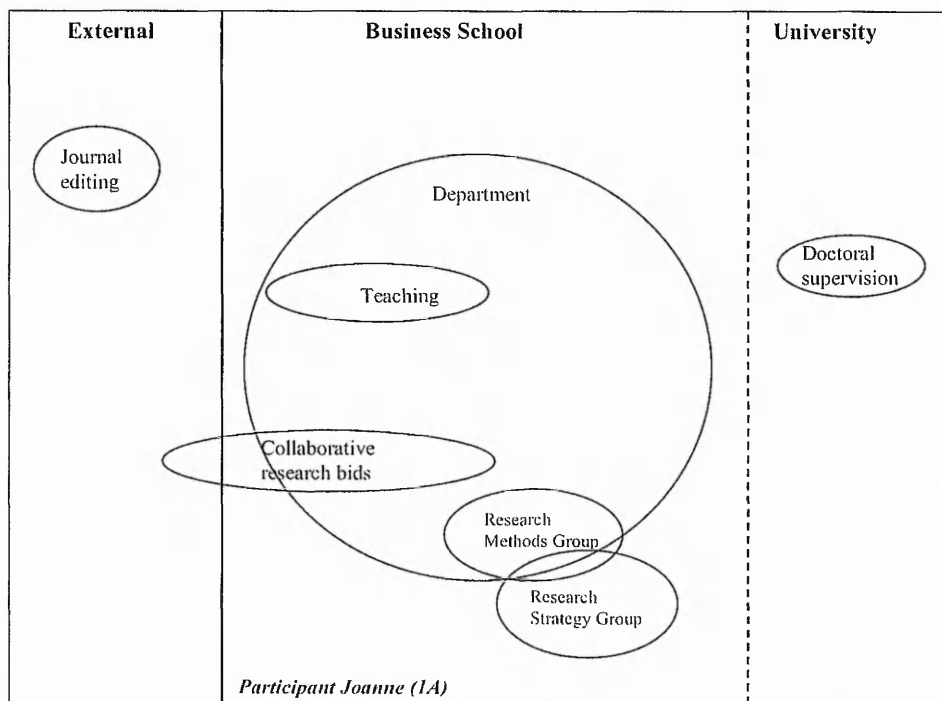 External
Business School
University
Journal
editing
Department
Doctoral
supervision
Teaching
Collaborative
research bids
Research
Methods Group
Research
Strategy Group
Participant Joanne (1A)